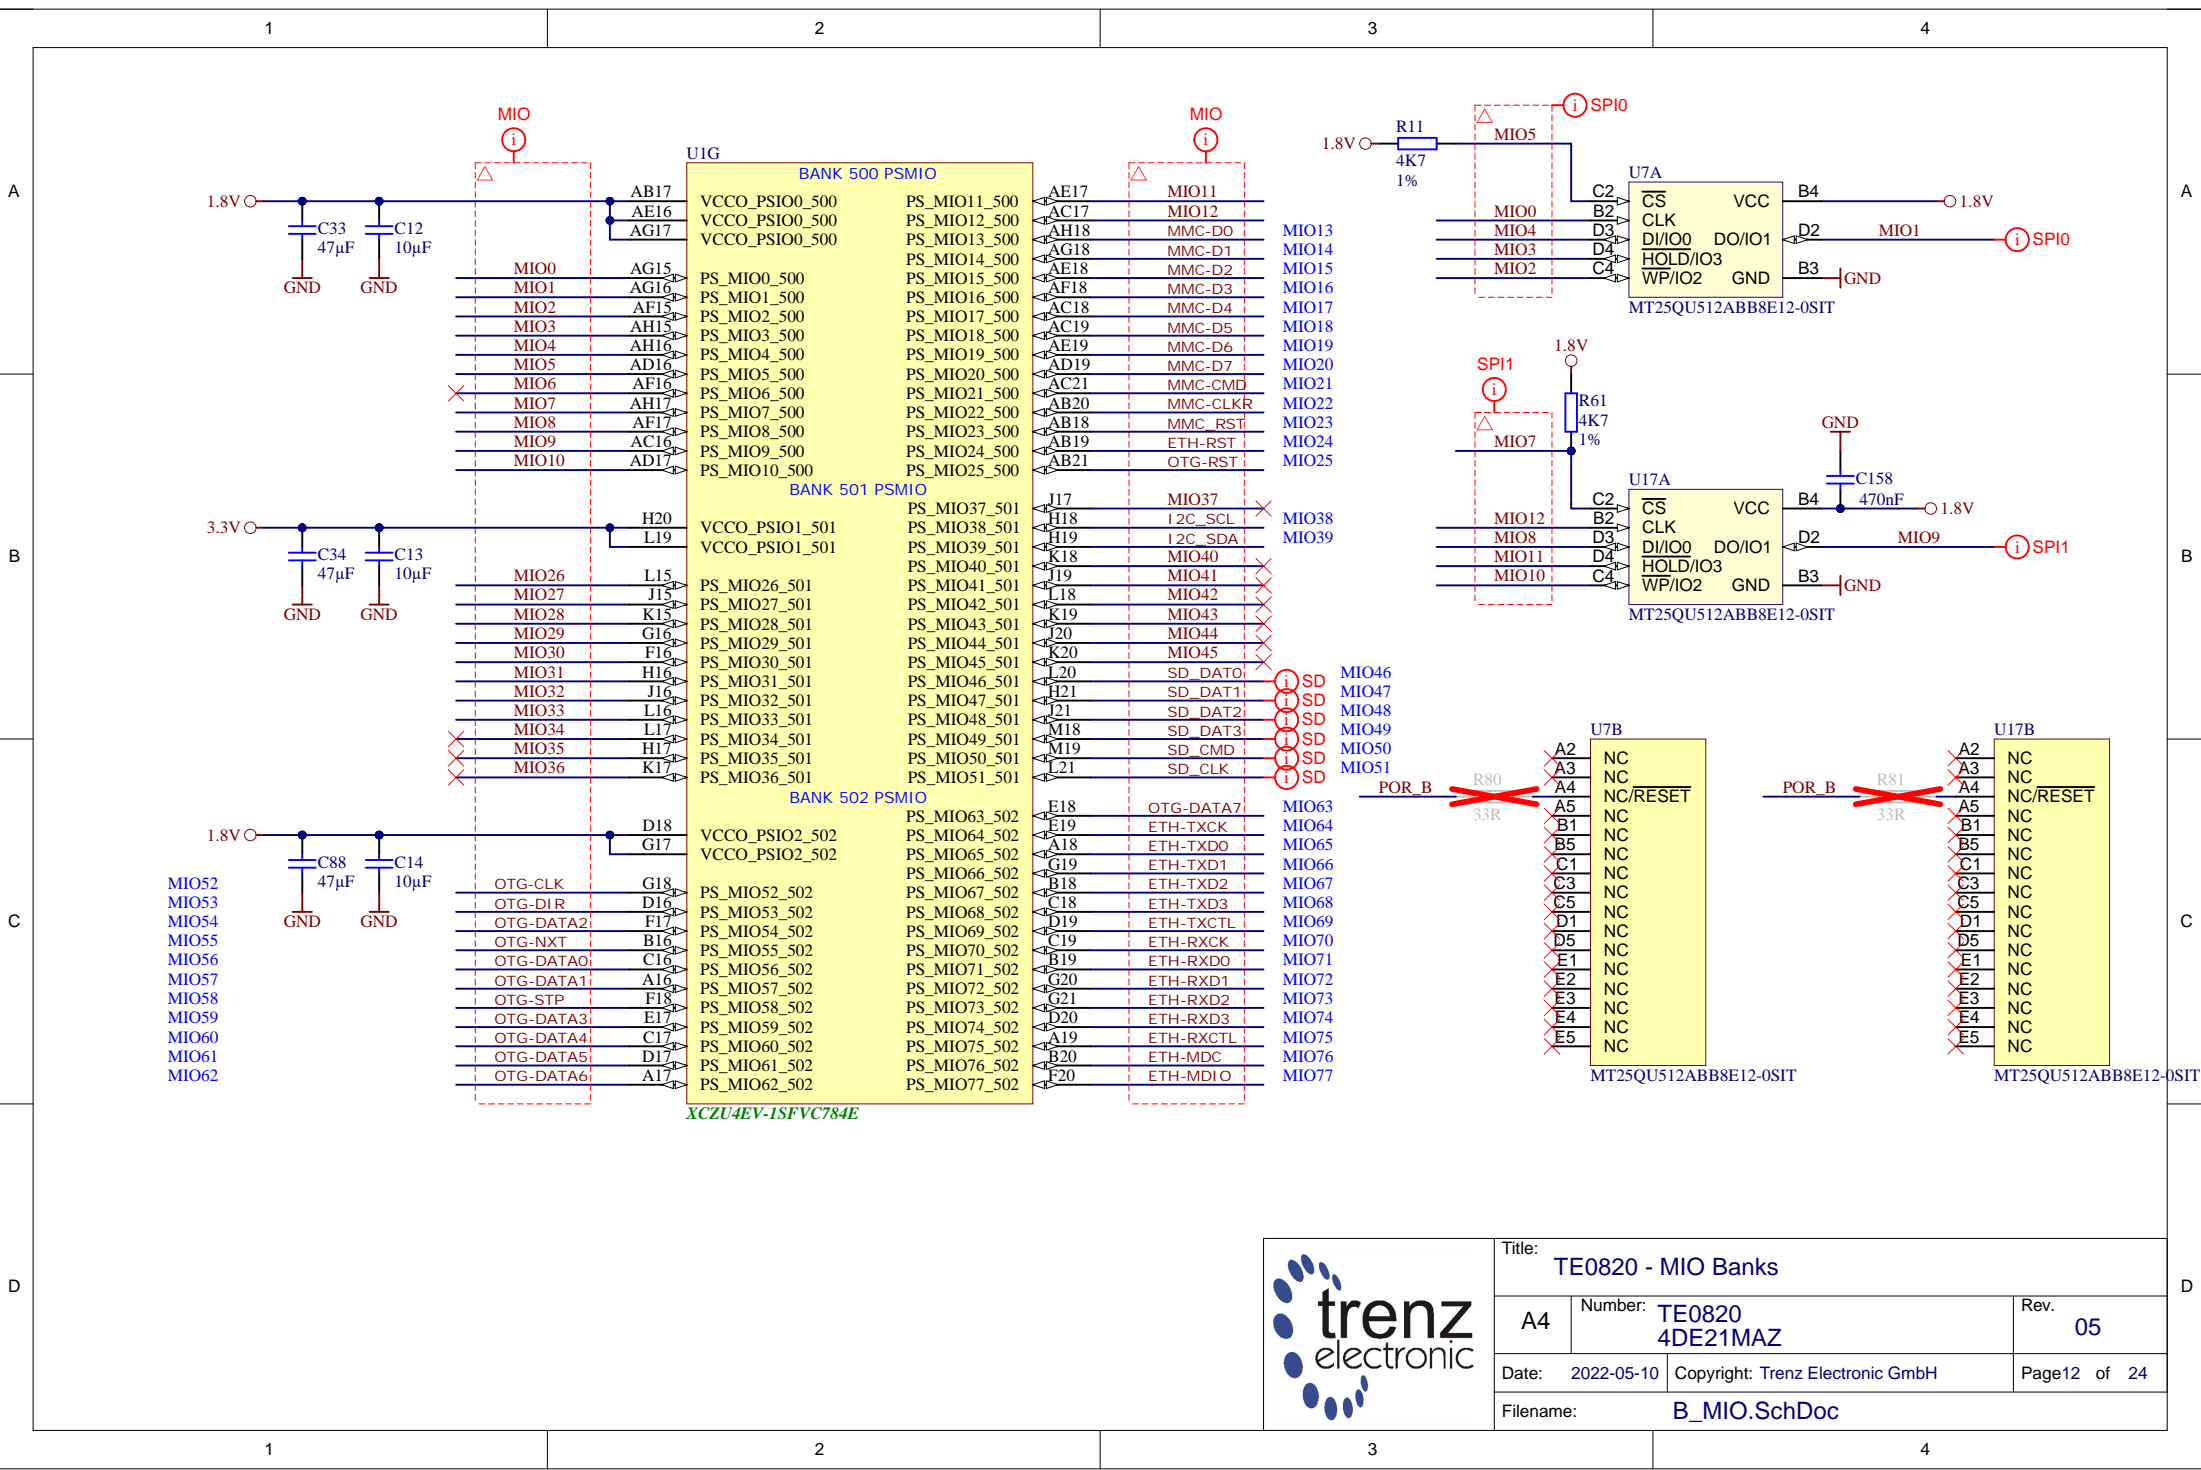 1 2 3 4
A A
B B
C C
D D
MIO
MIO
SPI0
U1G
BANK 500 PSMIO
1.8V
C33
47µF
C12
10µF
GND GND
AB17 VCCO_PSIO0_500
AE16 VCCO_PSIO0_500
AG17 VCCO_PSIO0_500
MIO0 AG15 PS_MIO0_500
MIO1 AG16 PS_MIO1_500
MIO2 AF15 PS_MIO2_500
MIO3 AH15 PS_MIO3_500
MIO4 AH16 PS_MIO4_500
MIO5 AD16 PS_MIO5_500
MIO6 AF16 PS_MIO6_500
MIO7 AH17 PS_MIO7_500
MIO8 AF17 PS_MIO8_500
MIO9 AC16 PS_MIO9_500
MIO10 AD17 PS_MIO10_500
PS_MIO11_500 AE17 MIO11
PS_MIO12_500 AC17 MIO12
PS_MIO13_500 AH18 MMC-D0 MIO13
PS_MIO14_500 AG18 MMC-D1 MIO14
PS_MIO15_500 AE18 MMC-D2 MIO15
PS_MIO16_500 AF18 MMC-D3 MIO16
PS_MIO17_500 AC18 MMC-D4 MIO17
PS_MIO18_500 AC19 MMC-D5 MIO18
PS_MIO19_500 AE19 MMC-D6 MIO19
PS_MIO20_500 AD19 MMC-D7 MIO20
PS_MIO21_500 AC21 MMC-CMD MIO21
PS_MIO22_500 AB20 MMC-CLKR MIO22
PS_MIO23_500 AB18 MMC_RST MIO23
PS_MIO24_500 AB19 ETH-RST MIO24
PS_MIO25_500 AB21 OTG-RST MIO25
BANK 501 PSMIO
3.3V
C34
47µF
C13
10µF
GND GND
H20 VCCO_PSIO1_501
L19 VCCO_PSIO1_501
MIO26 L15 PS_MIO26_501
MIO27 J15 PS_MIO27_501
MIO28 K15 PS_MIO28_501
MIO29 G16 PS_MIO29_501
MIO30 F16 PS_MIO30_501
MIO31 H16 PS_MIO31_501
MIO32 J16 PS_MIO32_501
MIO33 L16 PS_MIO33_501
MIO34 L17 PS_MIO34_501
MIO35 H17 PS_MIO35_501
MIO36 K17 PS_MIO36_501
PS_MIO37_501 J17 MIO37
PS_MIO38_501 H18 I2C_SCL MIO38
PS_MIO39_501 H19 I2C_SDA MIO39
PS_MIO40_501 K18 MIO40
PS_MIO41_501 J19 MIO41
PS_MIO42_501 L18 MIO42
PS_MIO43_501 K19 MIO43
PS_MIO44_501 J20 MIO44
PS_MIO45_501 K20 MIO45
PS_MIO46_501 L20 SD_DAT0 i SD MIO46
PS_MIO47_501 H21 SD_DAT1 i SD MIO47
PS_MIO48_501 J21 SD_DAT2 i SD MIO48
PS_MIO49_501 M18 SD_DAT3 i SD MIO49
PS_MIO50_501 M19 SD_CMD i SD MIO50
PS_MIO51_501 L21 SD_CLK i SD MIO51
BANK 502 PSMIO
1.8V
C88
47µF
C14
10µF
GND GND
D18 VCCO_PSIO2_502
G17 VCCO_PSIO2_502
MIO52 OTG-CLK G18 PS_MIO52_502
MIO53 OTG-DIR D16 PS_MIO53_502
MIO54 OTG-DATA2 F17 PS_MIO54_502
MIO55 OTG-NXT B16 PS_MIO55_502
MIO56 OTG-DATA0 C16 PS_MIO56_502
MIO57 OTG-DATA1 A16 PS_MIO57_502
MIO58 OTG-STP F18 PS_MIO58_502
MIO59 OTG-DATA3 E17 PS_MIO59_502
MIO60 OTG-DATA4 C17 PS_MIO60_502
MIO61 OTG-DATA5 D17 PS_MIO61_502
MIO62 OTG-DATA6 A17 PS_MIO62_502
PS_MIO63_502 E18 OTG-DATA7 MIO63
PS_MIO64_502 E19 ETH-TXCK MIO64
PS_MIO65_502 A18 ETH-TXD0 MIO65
PS_MIO66_502 G19 ETH-TXD1 MIO66
PS_MIO67_502 B18 ETH-TXD2 MIO67
PS_MIO68_502 C18 ETH-TXD3 MIO68
PS_MIO69_502 D19 ETH-TXCTL MIO69
PS_MIO70_502 C19 ETH-RXCK MIO70
PS_MIO71_502 B19 ETH-RXD0 MIO71
PS_MIO72_502 G20 ETH-RXD1 MIO72
PS_MIO73_502 G21 ETH-RXD2 MIO73
PS_MIO74_502 D20 ETH-RXD3 MIO74
PS_MIO75_502 A19 ETH-RXCTL MIO75
PS_MIO76_502 B20 ETH-MDC MIO76
PS_MIO77_502 F20 ETH-MDIO MIO77
XCZU4EV-1SFVC784E
1.8V R11 MIO5
4K7
1%
U7A
C2 CS VCC B4 1.8V
MIO0 B2 CLK
MIO4 D3 DI/IO0 DO/IO1 D2 MIO1 i SPI0
MIO3 D4 HOLD/IO3
MIO2 C4 WP/IO2 GND B3 GND
MT25QU512ABB8E12-0SIT
1.8V
SPI1
R61
4K7
1%
MIO7
GND
C158
470nF
U17A
C2 CS VCC B4 1.8V
MIO12 B2 CLK
MIO8 D3 DI/IO0 DO/IO1 D2 MIO9 i SPI1
MIO11 D4 HOLD/IO3
MIO10 C4 WP/IO2 GND B3 GND
MT25QU512ABB8E12-0SIT
U7B
A2 NC
A3 NC
POR_B R80 33R A4 NC/RESET
A5 NC
B1 NC
B5 NC
C1 NC
C3 NC
C5 NC
D1 NC
D5 NC
E1 NC
E2 NC
E3 NC
E4 NC
E5 NC
MT25QU512ABB8E12-0SIT
U17B
A2 NC
A3 NC
POR_B R81 33R A4 NC/RESET
A5 NC
B1 NC
B5 NC
C1 NC
C3 NC
C5 NC
D1 NC
D5 NC
E1 NC
E2 NC
E3 NC
E4 NC
E5 NC
MT25QU512ABB8E12-0SIT
trenz
electronic
Title:
TE0820 - MIO Banks
A4
Number: TE0820
4DE21MAZ
Rev.
05
Date: 2022-05-10
Copyright: Trenz Electronic GmbH
Page12 of 24
Filename: B_MIO.SchDoc
1 2 3 4